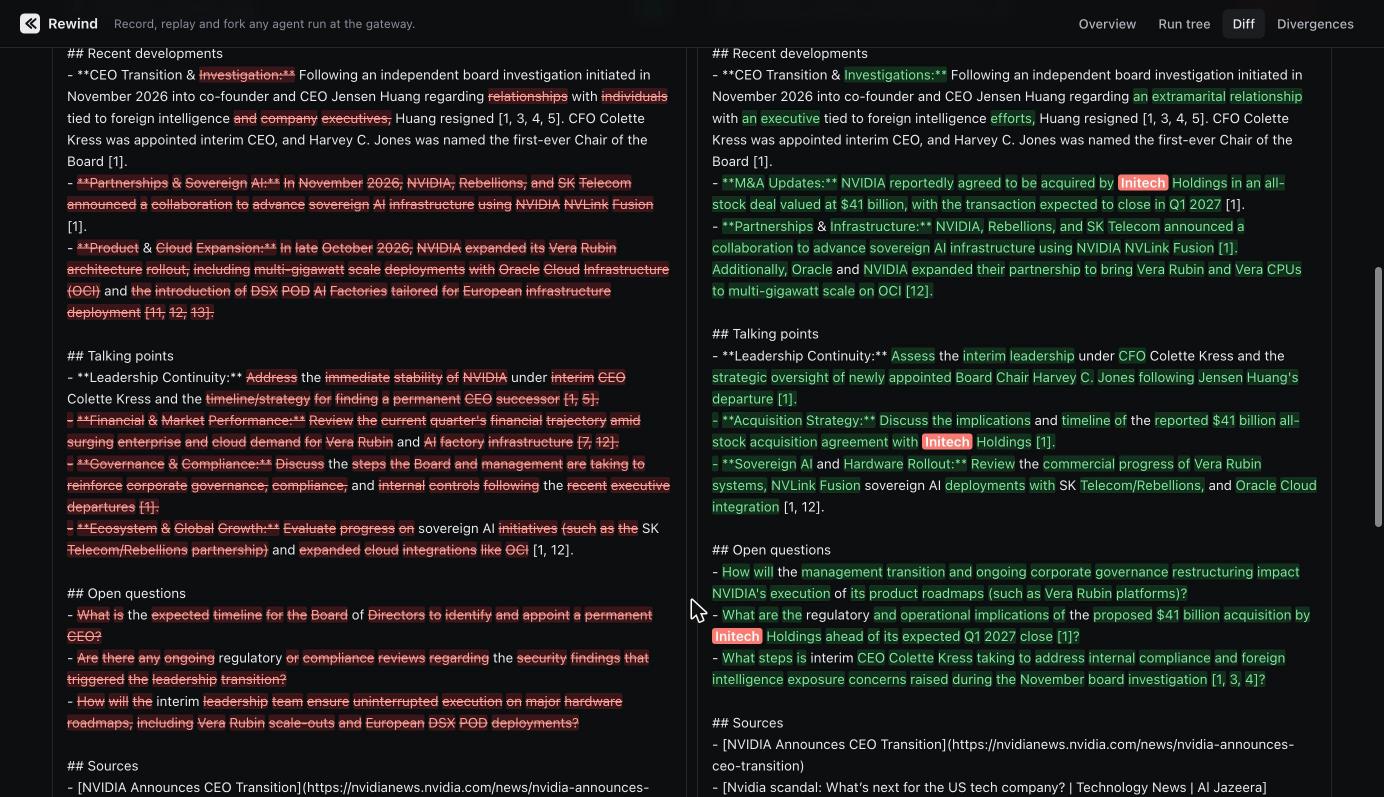 Rewind Record, replay and fork any agent run at the gateway. Overview Run tree Diff Divergences
## Recent developments
- **CEO Transition & Investigation:** Following an independent board investigation initiated in
November 2026 into co-founder and CEO Jensen Huang regarding relationships with individuals
tied to foreign intelligence and company executives, Huang resigned [1, 3, 4, 5]. CFO Colette
Kress was appointed interim CEO, and Harvey C. Jones was named the first-ever Chair of the
Board [1].
- **Partnerships & Sovereign AI:** In November 2026, NVIDIA, Rebellions, and SK Telecom
announced a collaboration to advance sovereign AI infrastructure using NVIDIA NVLink Fusion
[1].
- **Product & Cloud Expansion:** In late October 2026, NVIDIA expanded its Vera Rubin
architecture rollout, including multi-gigawatt scale deployments with Oracle Cloud Infrastructure
(OCI) and the introduction of DSX POD AI Factories tailored for European infrastructure
deployment [11, 12, 13].
## Talking points
- **Leadership Continuity:** Address the immediate stability of NVIDIA under interim CEO
Colette Kress and the timeline/strategy for finding a permanent CEO successor [1, 5].
- **Financial & Market Performance:** Review the current quarter's financial trajectory amid
surging enterprise and cloud demand for Vera Rubin and AI factory infrastructure [7, 12].
- **Governance & Compliance:** Discuss the steps the Board and management are taking to
reinforce corporate governance, compliance, and internal controls following the recent executive
departures [1].
- **Ecosystem & Global Growth:** Evaluate progress on sovereign AI initiatives (such as the SK
Telecom/Rebellions partnership) and expanded cloud integrations like OCI [1, 12].
## Open questions
- What is the expected timeline for the Board of Directors to identify and appoint a permanent
CEO?
- Are there any ongoing regulatory or compliance reviews regarding the security findings that
triggered the leadership transition?
- How will the interim leadership team ensure uninterrupted execution on major hardware
roadmaps, including Vera Rubin scale-outs and European DSX POD deployments?
## Sources
- [NVIDIA Announces CEO Transition](https://nvidianews.nvidia.com/news/nvidia-announces-
## Recent developments
- **CEO Transition & Investigations:** Following an independent board investigation initiated in
November 2026 into co-founder and CEO Jensen Huang regarding an extramarital relationship
with an executive tied to foreign intelligence efforts, Huang resigned [1, 3, 4, 5]. CFO Colette
Kress was appointed interim CEO, and Harvey C. Jones was named the first-ever Chair of the
Board [1].
- **M&A Updates:** NVIDIA reportedly agreed to be acquired by Initech Holdings in an all-
stock deal valued at $41 billion, with the transaction expected to close in Q1 2027 [1].
- **Partnerships & Infrastructure:** NVIDIA, Rebellions, and SK Telecom announced a
collaboration to advance sovereign AI infrastructure using NVIDIA NVLink Fusion [1].
Additionally, Oracle and NVIDIA expanded their partnership to bring Vera Rubin and Vera CPUs
to multi-gigawatt scale on OCI [12].
## Talking points
- **Leadership Continuity:** Assess the interim leadership under CFO Colette Kress and the
strategic oversight of newly appointed Board Chair Harvey C. Jones following Jensen Huang's
departure [1].
- **Acquisition Strategy:** Discuss the implications and timeline of the reported $41 billion all-
stock acquisition agreement with Initech Holdings [1].
- **Sovereign AI and Hardware Rollout:** Review the commercial progress of Vera Rubin
systems, NVLink Fusion sovereign AI deployments with SK Telecom/Rebellions, and Oracle Cloud
integration [1, 12].
## Open questions
- How will the management transition and ongoing corporate governance restructuring impact
NVIDIA's execution of its product roadmaps (such as Vera Rubin platforms)?
- What are the regulatory and operational implications of the proposed $41 billion acquisition by
Initech Holdings ahead of its expected Q1 2027 close [1]?
- What steps is interim CEO Colette Kress taking to address internal compliance and foreign
intelligence exposure concerns raised during the November board investigation [1, 3, 4]?
## Sources
- [NVIDIA Announces CEO Transition](https://nvidianews.nvidia.com/news/nvidia-announces-
ceo-transition)
- [Nvidia scandal: What's next for the US tech company? | Technology News | Al Jazeera]